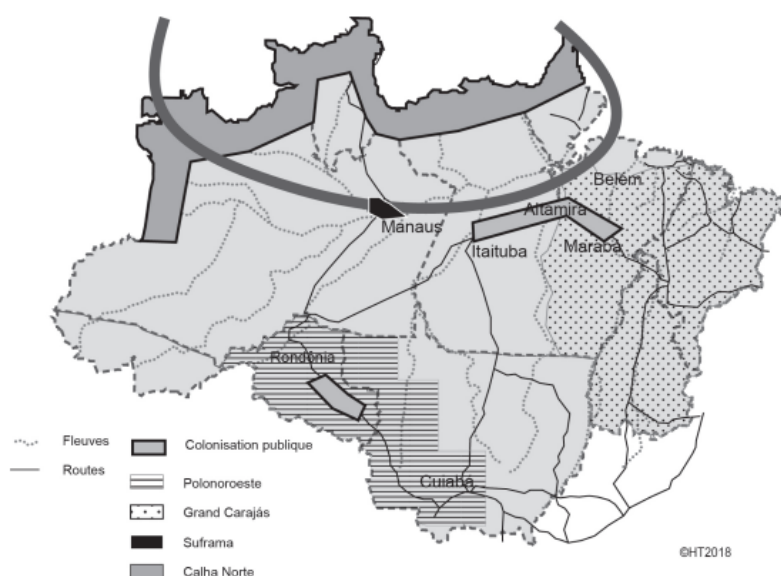 Belém
Manaus
Altamira
Itaituba
Marabá
Rondônia
Cuiabá
Fleuves
Routes
Colonisation publique
Polonoroeste
Grand Carajás
Suframa
Calha Norte
©HT2018